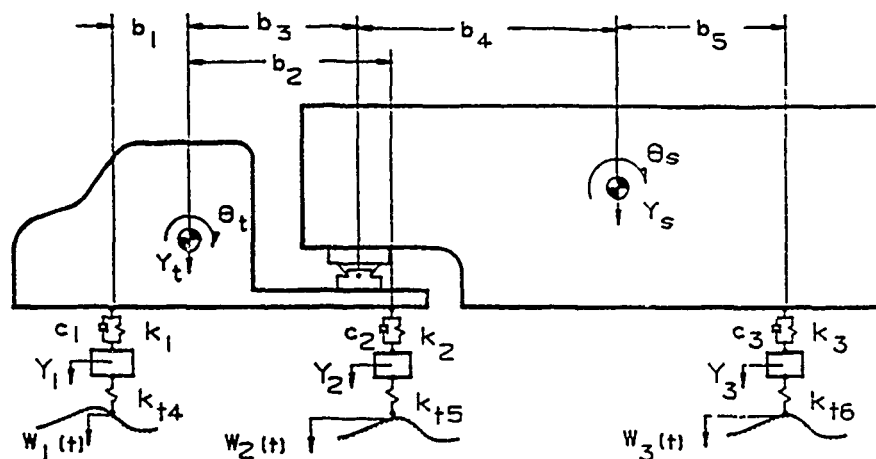 b₁ b₃ b₄ b₅
b₂
θₛ
Yₛ
θₜ
Yₜ
c₁ k₁ c₂ k₂ c₃ k₃
Y₁ Y₂ Y₃
kₜ₄ kₜ₅ kₜ₆
W₁(t) W₂(t) W₃(t)